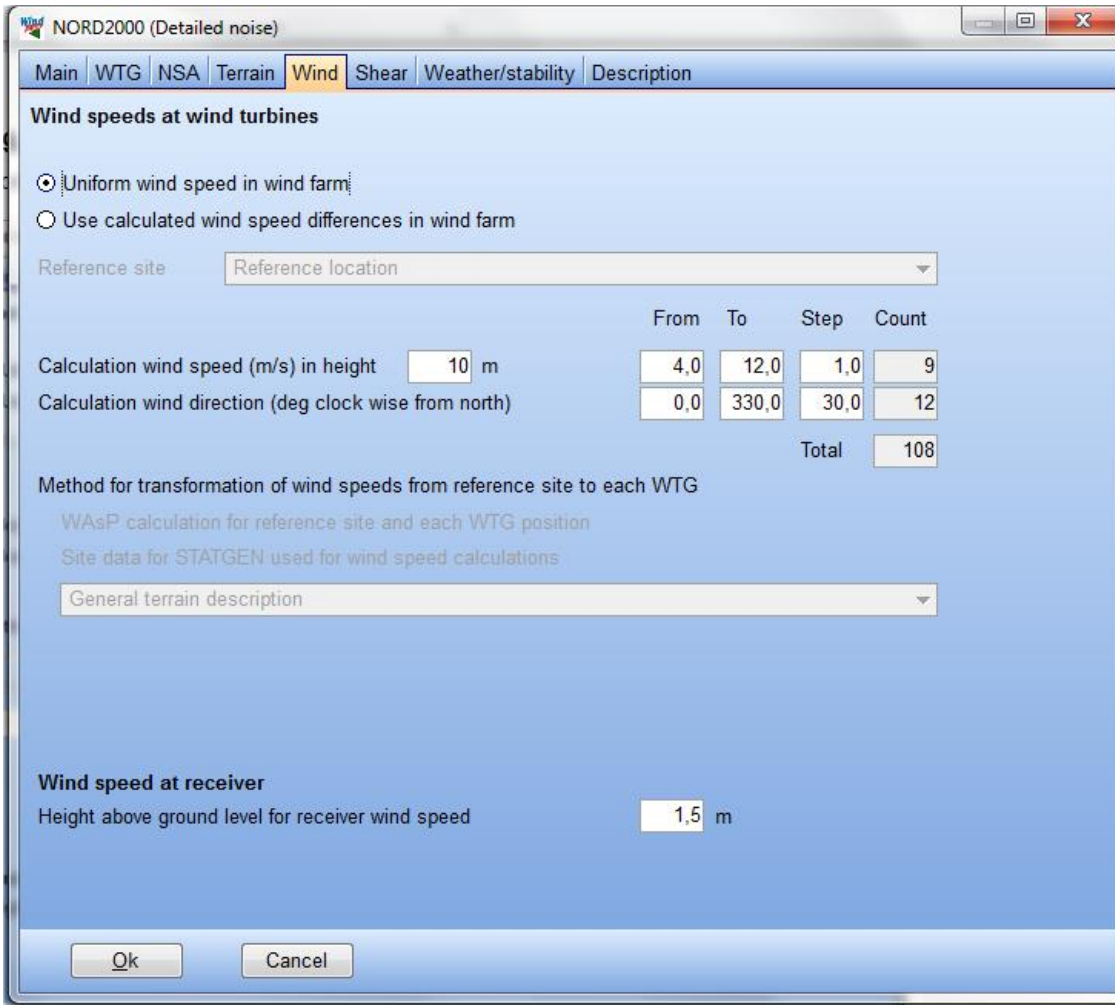 Wind
NORD2000 (Detailed noise)
Main WTG NSA Terrain Wind Shear Weather/stability Description
Wind speeds at wind turbines
Uniform wind speed in wind farm
Use calculated wind speed differences in wind farm
Reference site Reference location
From To Step Count
Calculation wind speed (m/s) in height 10 m 4,0 12,0 1,0 9
Calculation wind direction (deg clock wise from north) 0,0 330,0 30,0 12
Total 108
Method for transformation of wind speeds from reference site to each WTG
WAsP calculation for reference site and each WTG position
Site data for STATGEN used for wind speed calculations
General terrain description
Wind speed at receiver
Height above ground level for receiver wind speed 1,5 m
Ok Cancel